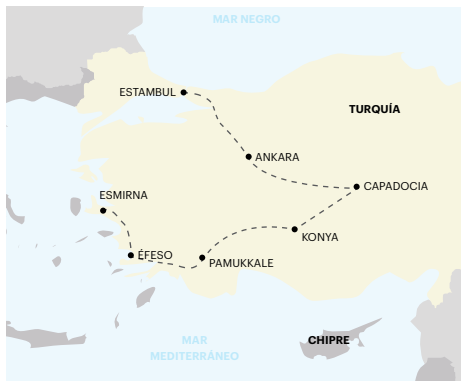 MAR NEGRO
ESTAMBUL
TURQUÍA
ANKARA
CAPADOCIA
ESMIRNA
KONYA
ÉFESO
PAMUKKALE
MAR
MEDITERRÁNEO
CHIPRE